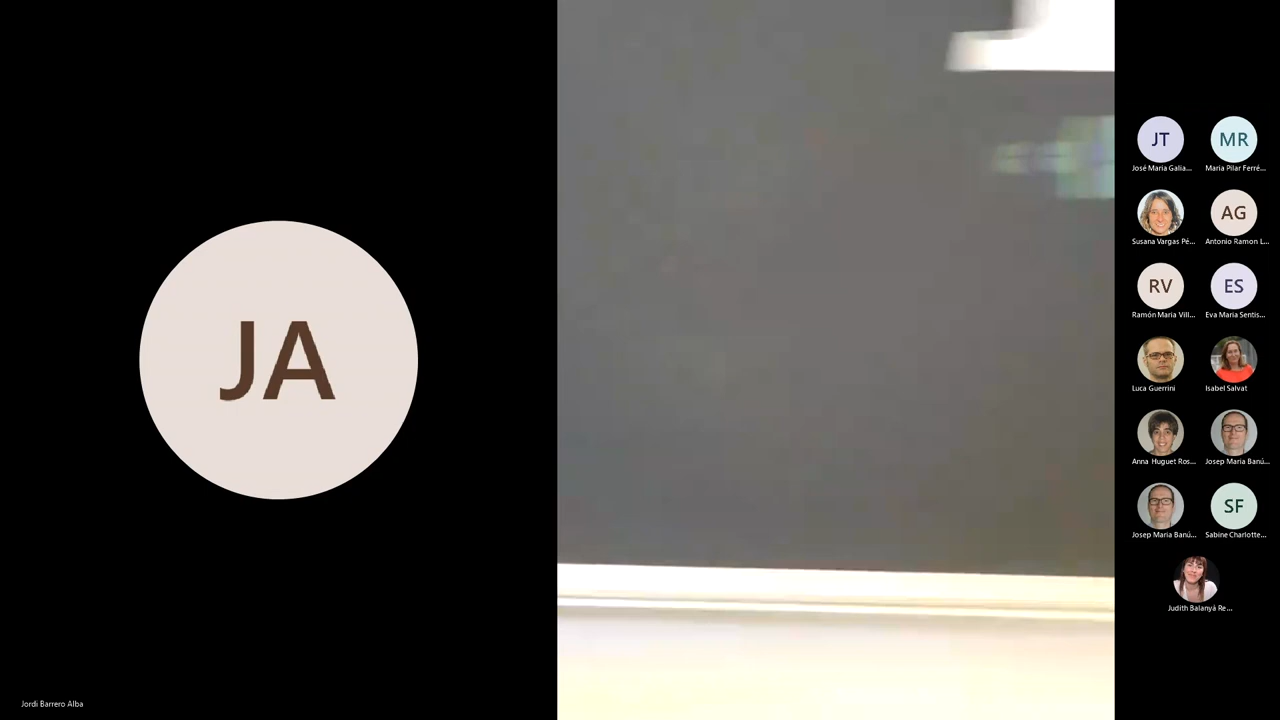 JA
Jordi Barrero Alba
JT
MR
José Maria Galia...
Maria Pilar Ferré...
AG
Susana Vargas Pé...
Antonio Ramon L...
RV
ES
Ramón Maria Vill...
Eva Maria Sentis...
Luca Guerrini
Isabel Salvat
Anna Huguet Ros...
Josep Maria Banú...
SF
Josep Maria Banú...
Sabine Charlotte...
Judith Balanyà Re...